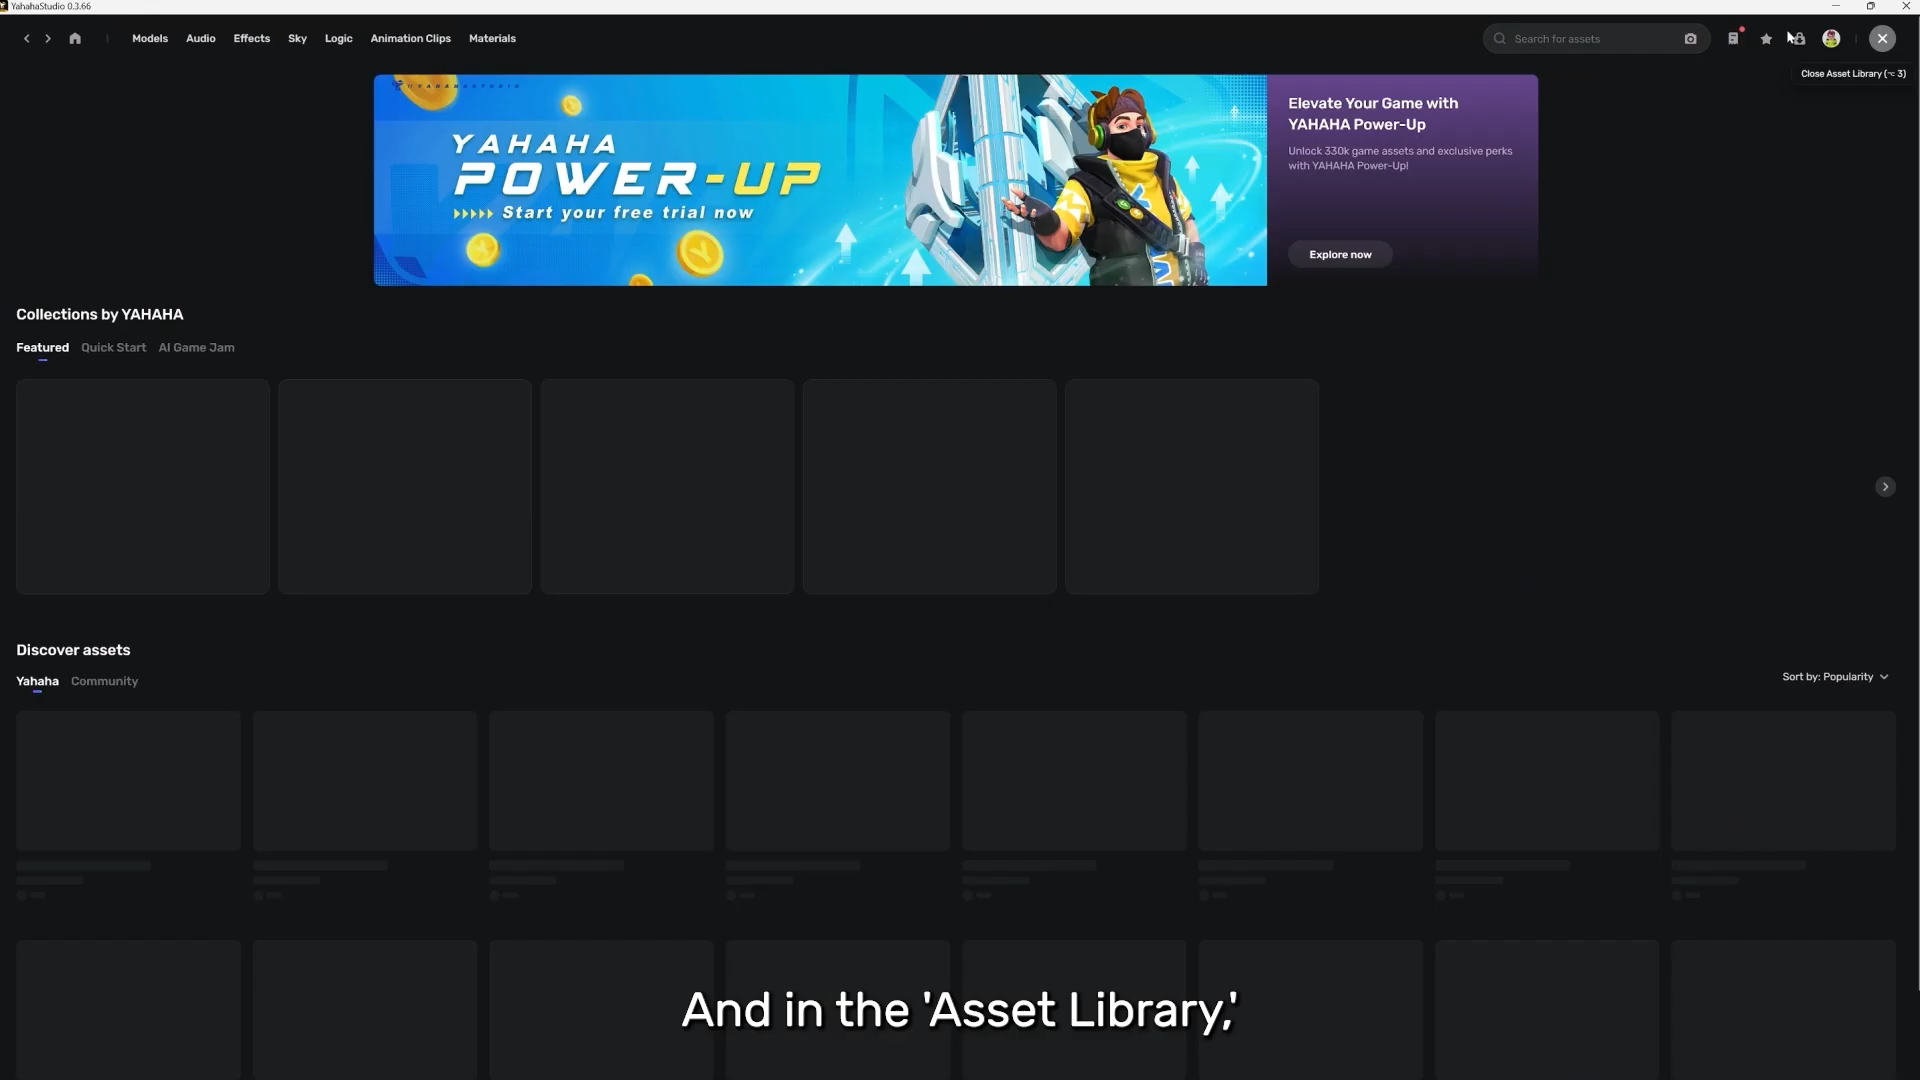 YahahaStudio 0.3.66
Models Audio Effects Sky Logic Animation Clips Materials
Search for assets
Close Asset Library (⌥ 3)
YAHAHASTUDIO
YAHAHA
POWER-UP
Start your free trial now
Elevate Your Game with
YAHAHA Power-Up
Unlock 330k game assets and exclusive perks
with YAHAHA Power-Up!
Explore now
Collections by YAHAHA
Featured Quick Start AI Game Jam
Discover assets
Yahaha Community
Sort by: Popularity
And in the 'Asset Library,'